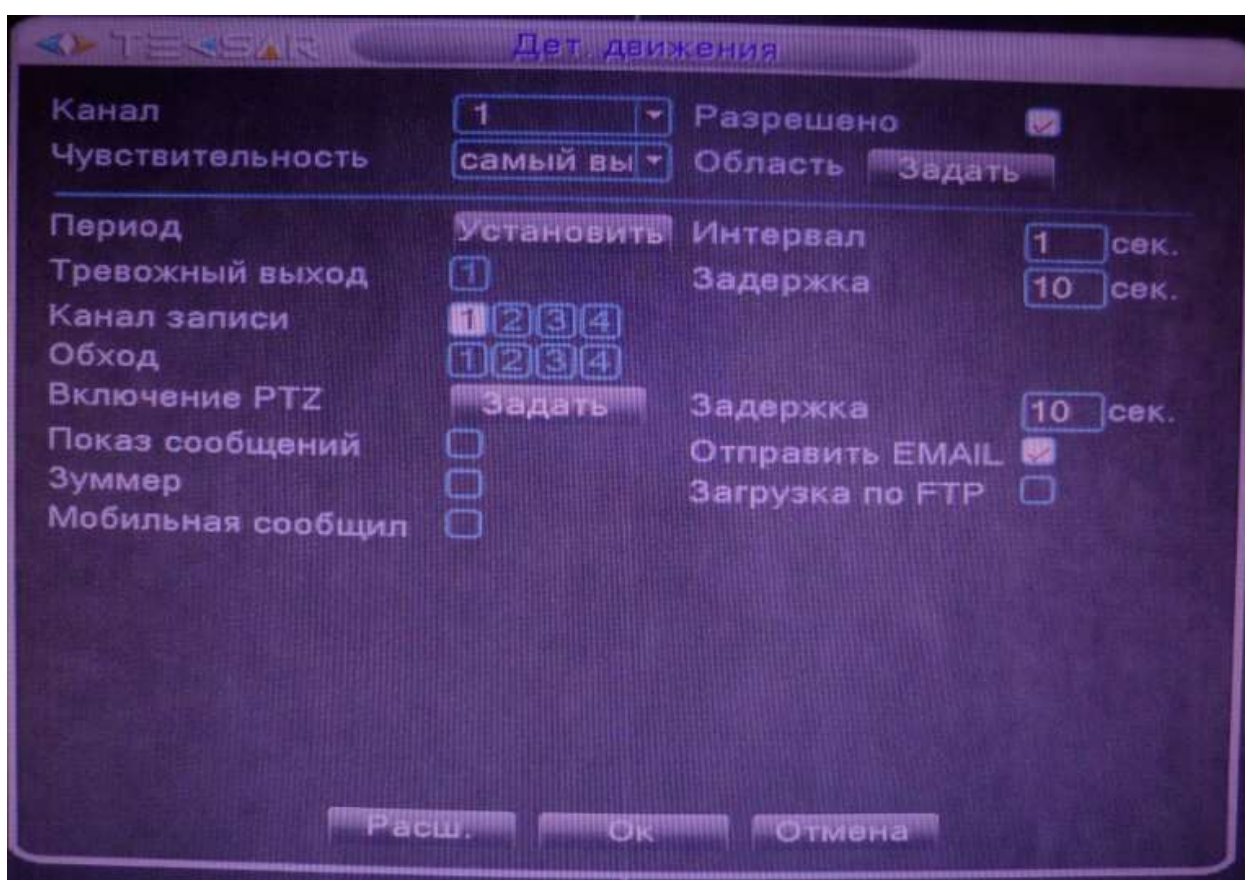 TEKSAR Дет. движения
Канал 1 Разрешено
Чувствительность самый вы Область Задать
Период Установить Интервал 1 сек.
Тревожный выход 1 Задержка 10 сек.
Канал записи 1 2 3 4
Обход 1 2 3 4
Включение PTZ Задать Задержка 10 сек.
Показ сообщений Отправить EMAIL
Зуммер Загрузка по FTP
Мобильная сообщил
Расш. Ок Отмена